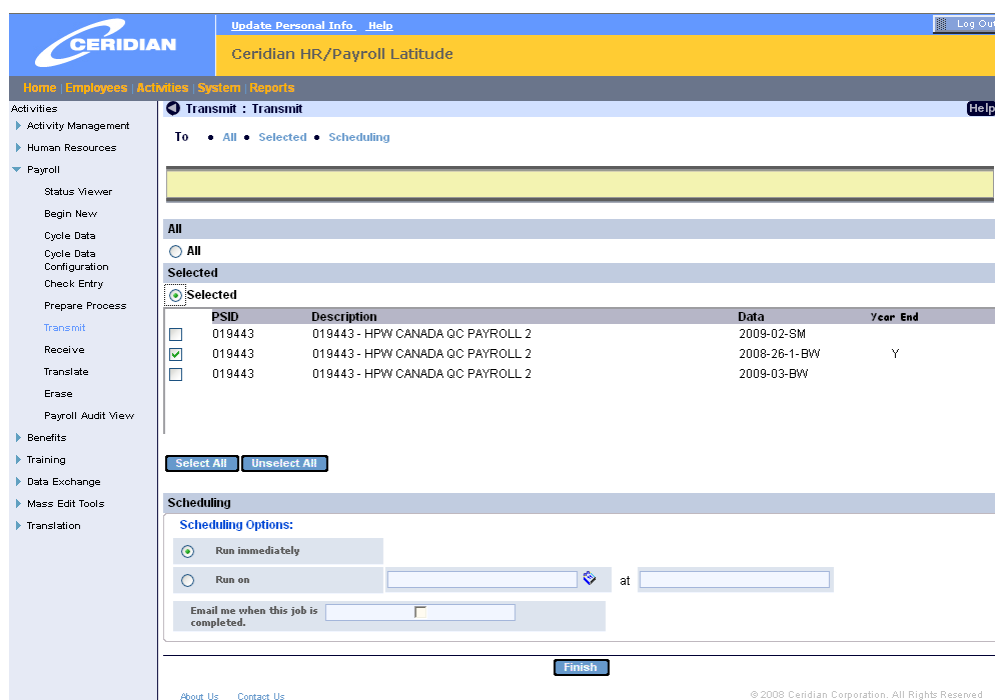 CERIDIAN
Update Personal Info  Help
Log Out
Ceridian HR/Payroll Latitude
Home | Employees | Activities | System | Reports
Activities
Activity Management
Human Resources
Payroll
Status Viewer
Begin New
Cycle Data
Cycle Data
Configuration
Check Entry
Prepare Process
Transmit
Receive
Translate
Erase
Payroll Audit View
Benefits
Training
Data Exchange
Mass Edit Tools
Translation
Transmit : Transmit
Help
To • All • Selected • Scheduling
All
All
Selected
Selected
PSID Description Data Year End
019443 019443 - HPW CANADA QC PAYROLL 2 2009-02-SM
019443 019443 - HPW CANADA QC PAYROLL 2 2008-26-1-BW Y
019443 019443 - HPW CANADA QC PAYROLL 2 2009-03-BW
Select All Unselect All
Scheduling
Scheduling Options:
Run immediately
Run on at
Email me when this job is
completed.
Finish
About Us Contact Us
© 2008 Ceridian Corporation. All Rights Reserved